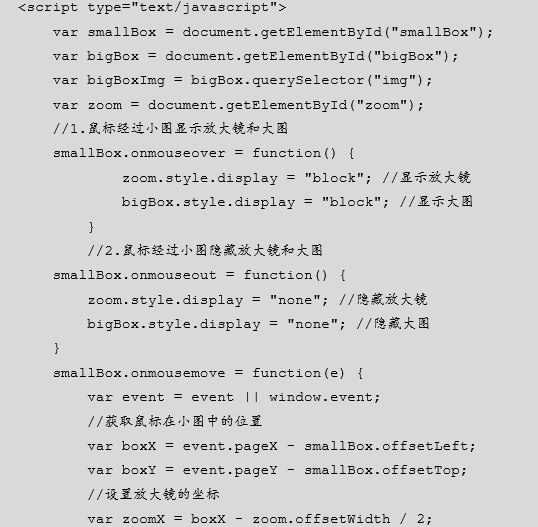 <script type="text/javascript">
var smallBox = document.getElementById("smallBox");
var bigBox = document.getElementById("bigBox");
var bigBoxImg = bigBox.querySelector("img");
var zoom = document.getElementById("zoom");
//1.鼠标经过小图显示放大镜和大图
smallBox.onmouseover = function() {
zoom.style.display = "block"; //显示放大镜
bigBox.style.display = "block"; //显示大图
}
//2.鼠标经过小图隐藏放大镜和大图
smallBox.onmouseout = function() {
zoom.style.display = "none"; //隐藏放大镜
bigBox.style.display = "none"; //隐藏大图
}
smallBox.onmousemove = function(e) {
var event = event || window.event;
//获取鼠标在小图中的位置
var boxX = event.pageX - smallBox.offsetLeft;
var boxY = event.pageY - smallBox.offsetTop;
//设置放大镜的坐标
var zoomX = boxX - zoom.offsetWidth / 2;